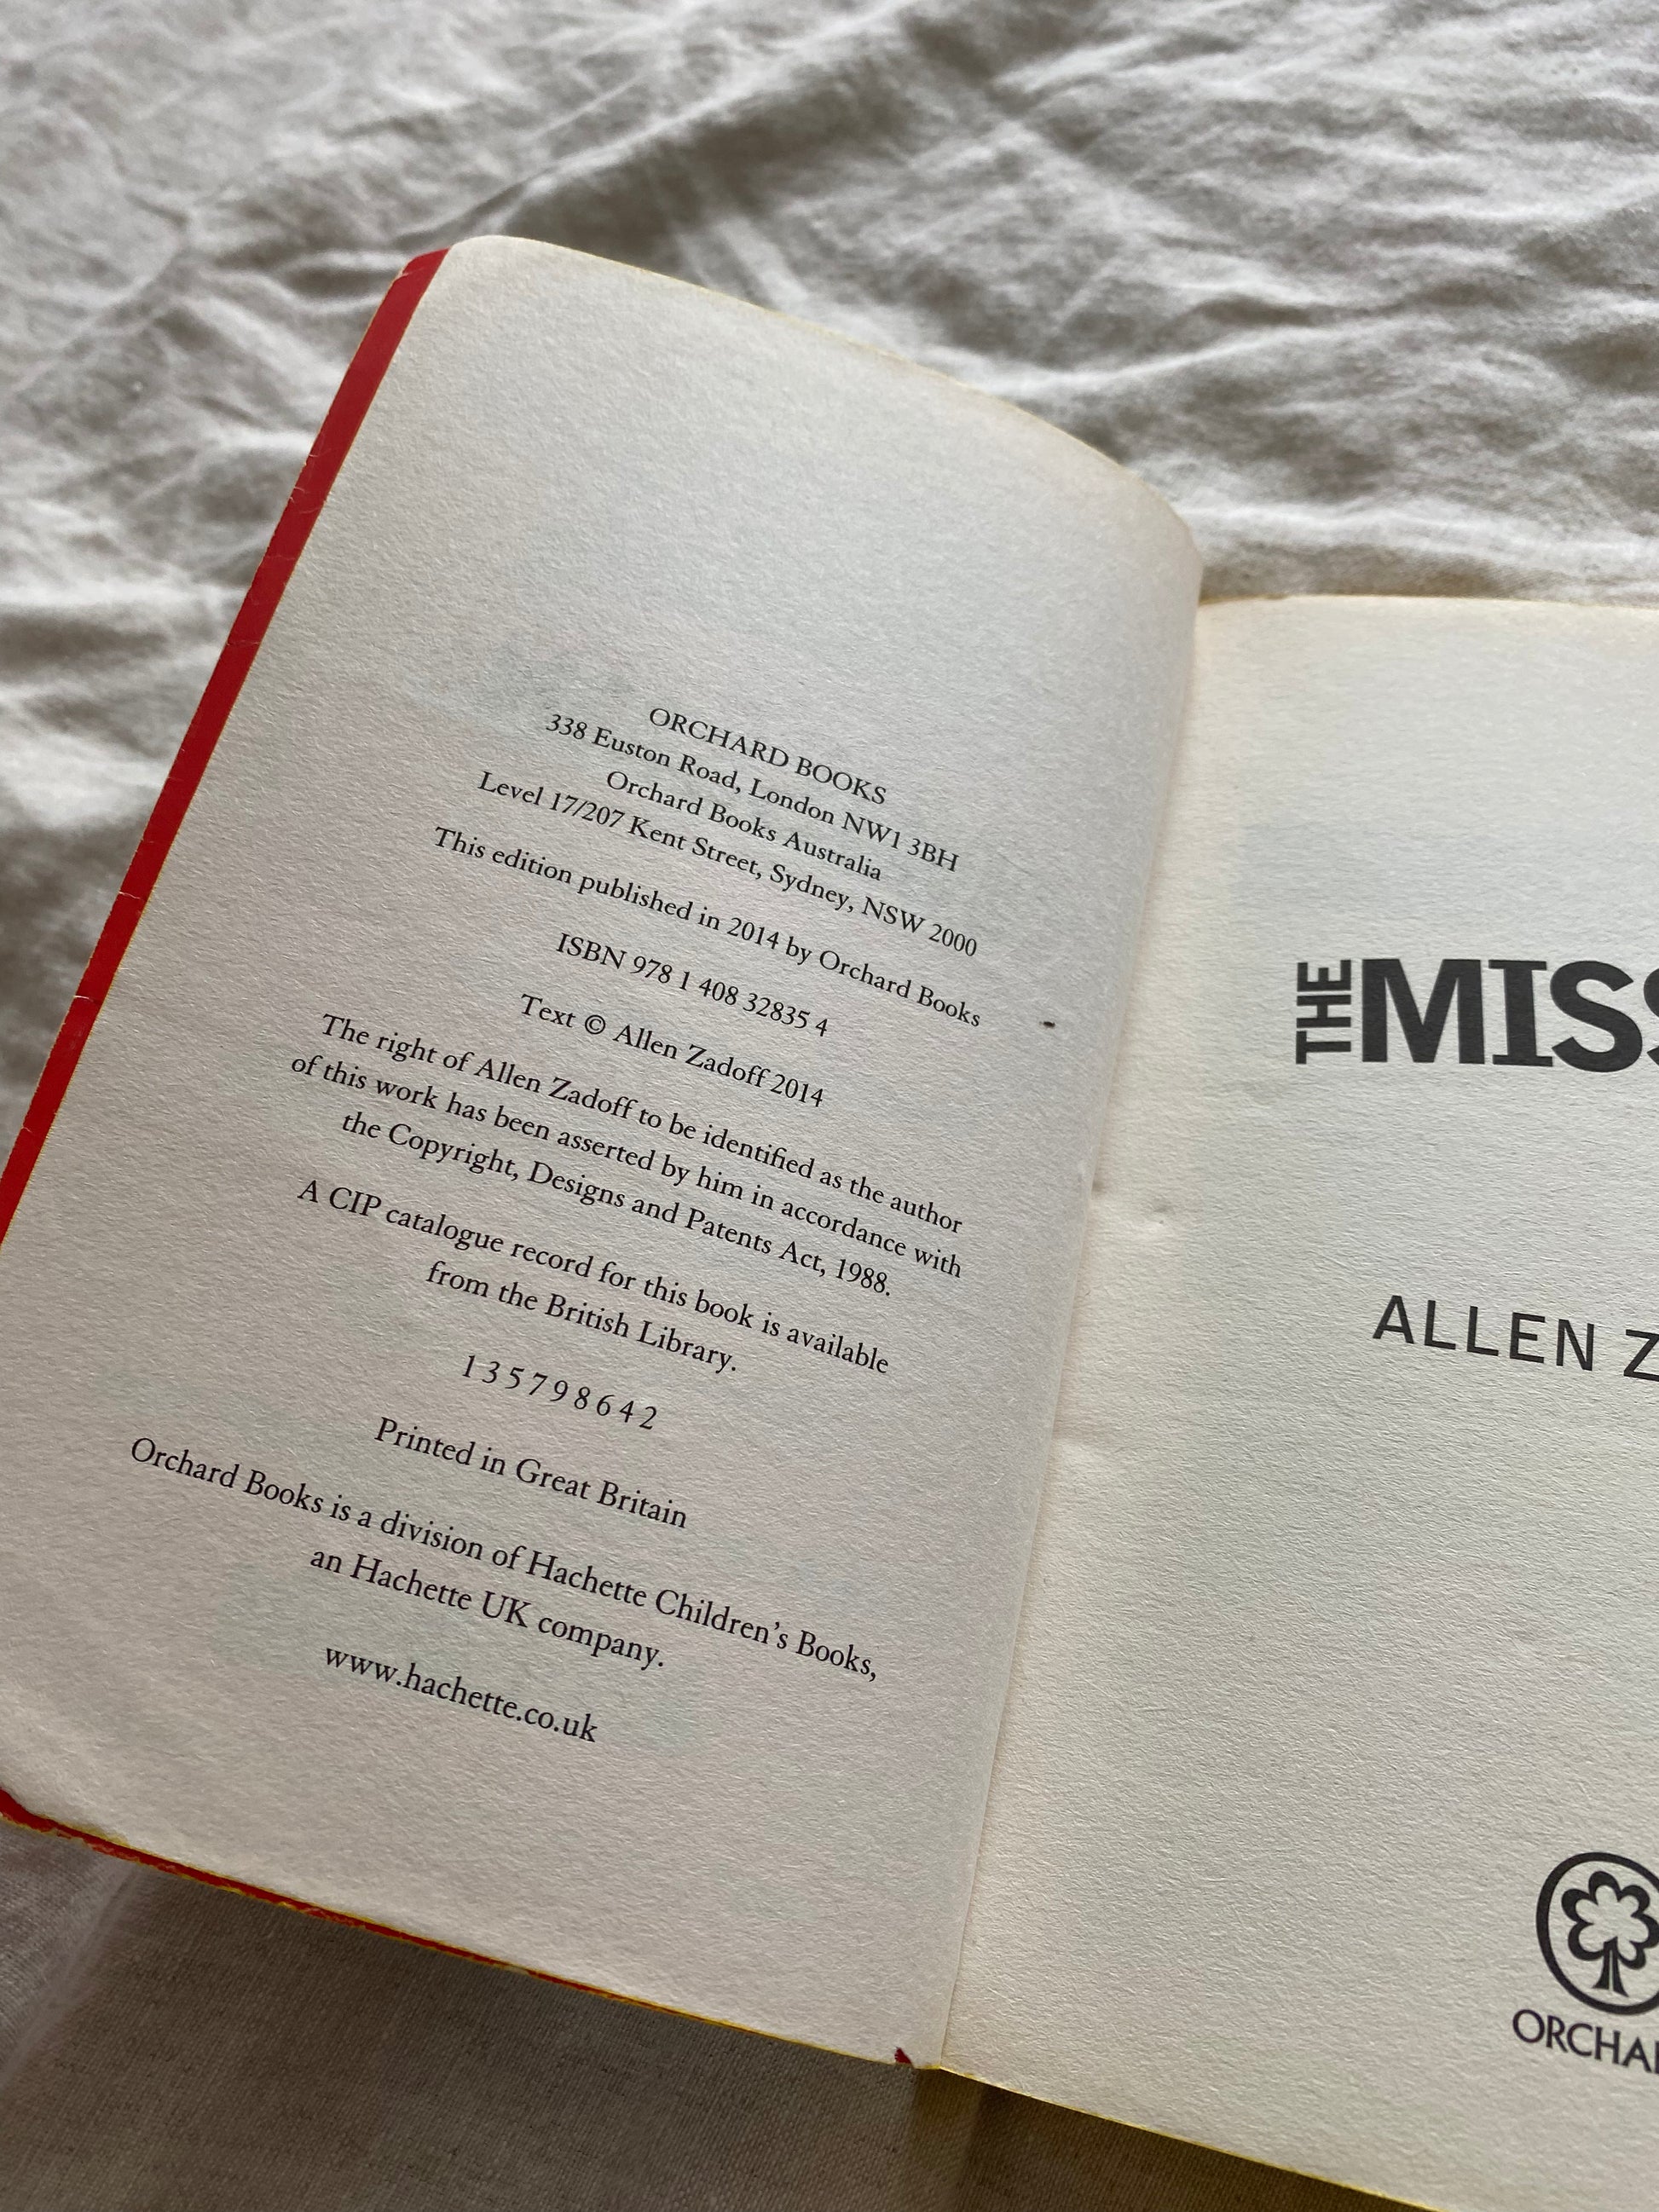 ORCHARD BOOKS
338 Euston Road, London NW1 3BH
Orchard Books Australia
Level 17/207 Kent Street, Sydney, NSW 2000
This edition published in 2014 by Orchard Books
ISBN 978 1 408 32835 4
Text © Allen Zadoff 2014
The right of Allen Zadoff to be identified as the author
of this work has been asserted by him in accordance with
the Copyright, Designs and Patents Act, 1988.
A CIP catalogue record for this book is available
from the British Library.
1 3 5 7 9 8 6 4 2
Printed in Great Britain
Orchard Books is a division of Hachette Children's Books,
an Hachette UK company.
www.hachette.co.uk
THE
ALLEN